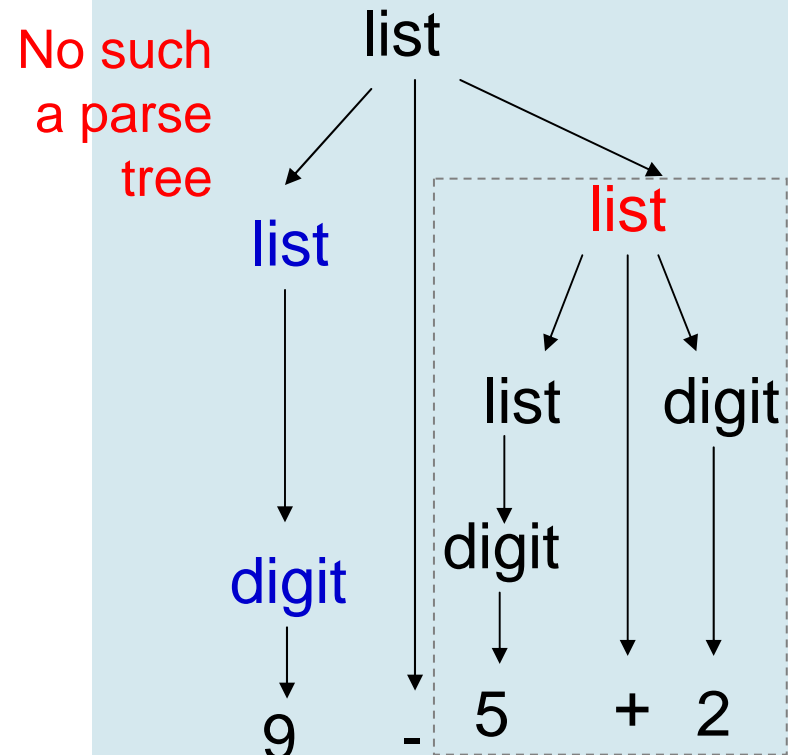 list
No such
a parse
tree
list
list
list digit
digit
digit
5 + 2
9 -